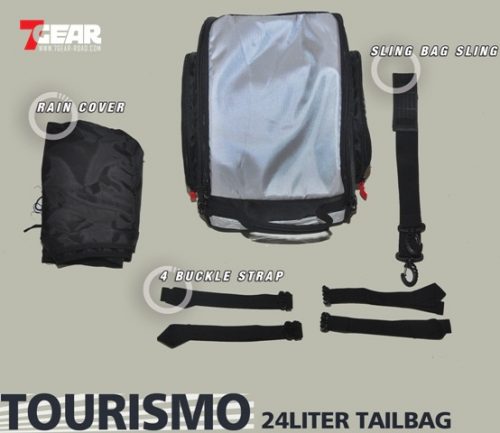 7GEAR
WWW.7GEAR-ROAD.COM
SLING BAG SLING
RAIN COVER
4 BUCKLE STRAP
TOURISMO 24LITER TAILBAG